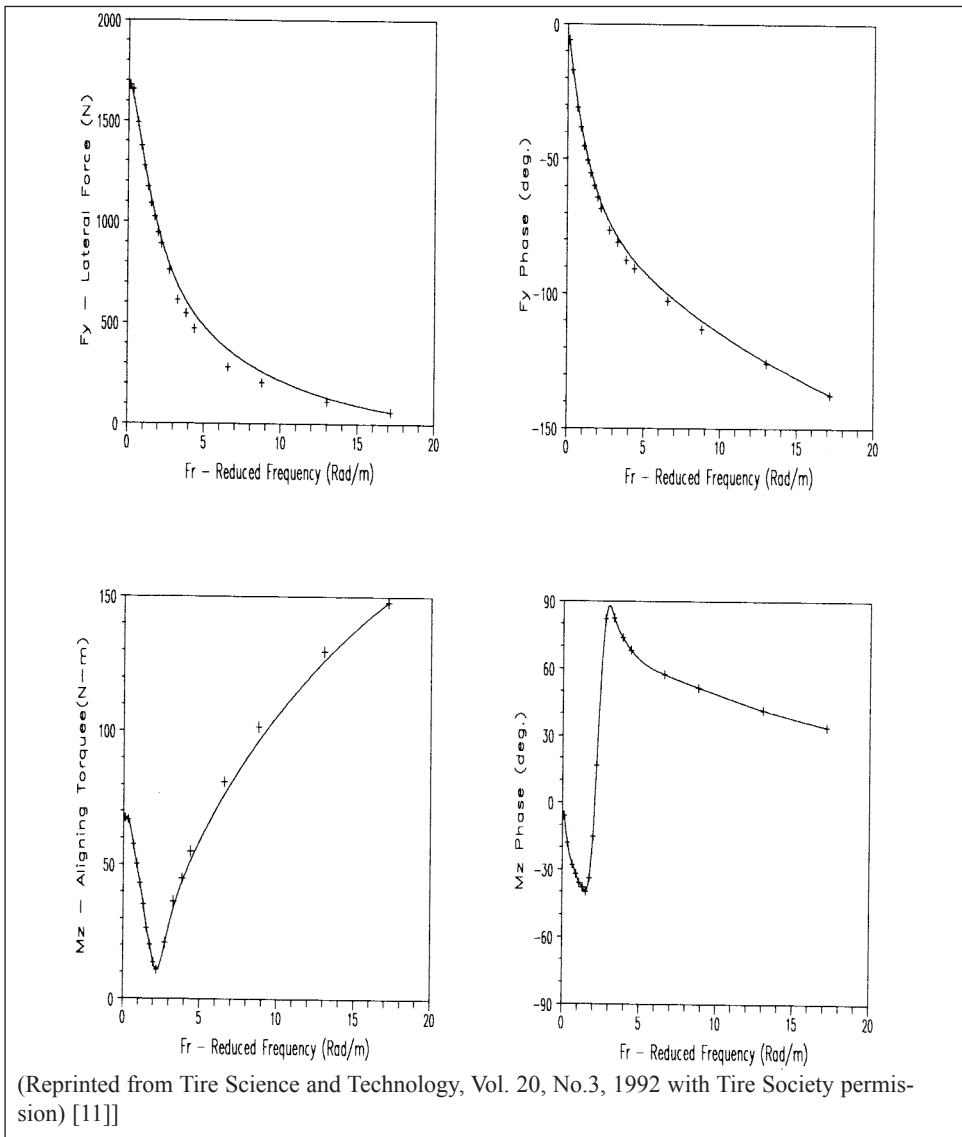 2000
1500
1000
500
0
Fy – Lateral Force (N)
0 5 10 15 20
Fr – Reduced Frequency (Rad/m)
0
-50
-100
-150
Fy Phase (deg.)
0 5 10 15 20
Fr – Reduced Frequency (Rad/m)
150
100
50
0
Mz – Aligning Torquee(N-m)
0 5 10 15 20
Fr – Reduced Frequency (Rad/m)
90
60
30
0
-30
-60
-90
Mz Phase (deg.)
0 5 10 15 20
Fr – Reduced Frequency (Rad/m)
(Reprinted from Tire Science and Technology, Vol. 20, No.3, 1992 with Tire Society permis-
sion) [11]]